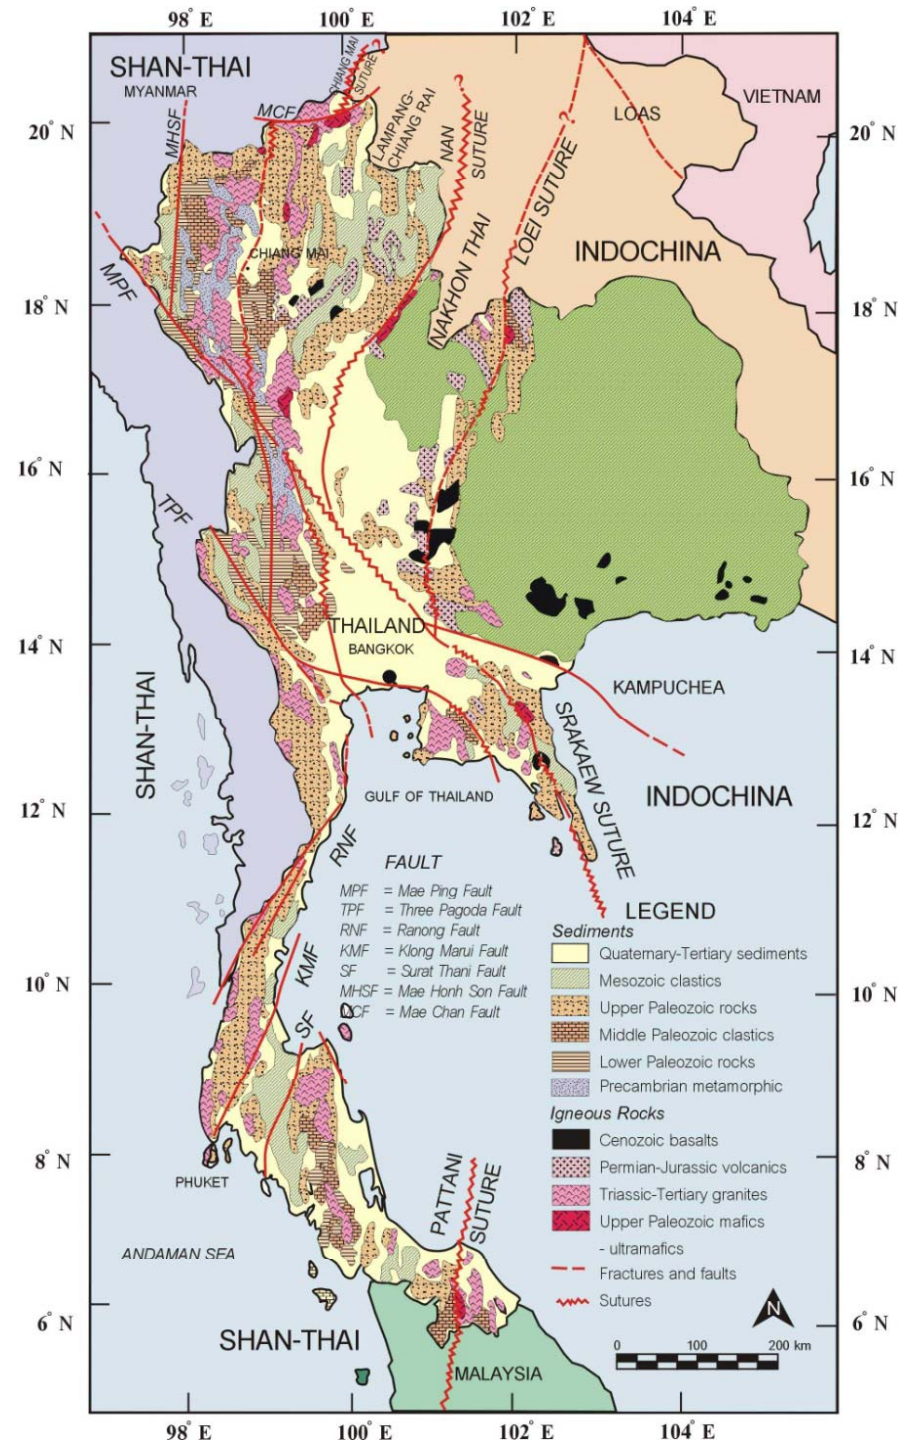 98° E 100° E 102° E 104° E
SHAN-THAI
MYANMAR
MHSF
MCF
CHIANG MAI
SUTURE
?
LAMPANG-
CHIANG RAI
NAN
SUTURE
?
LOEI SUTURE
?
LOAS
VIETNAM
20° N
20° N
INDOCHINA
NAKHON THAI
CHIANG MAI
MPF
18° N
18° N
16° N
16° N
TPF
THAILAND
BANGKOK
14° N
14° N
KAMPUCHEA
SHAN-THAI
SRAKAEW SUTURE
INDOCHINA
GULF OF THAILAND
12° N
12° N
RNF
FAULT
MPF = Mae Ping Fault
TPF = Three Pagoda Fault
RNF = Ranong Fault
KMF = Klong Marui Fault
SF = Surat Thani Fault
MHSF = Mae Honh Son Fault
MCF = Mae Chan Fault
KMF
SF
10° N
10° N
LEGEND
Sediments
Quaternary-Tertiary sediments
Mesozoic clastics
Upper Paleozoic rocks
Middle Paleozoic clastics
Lower Paleozoic rocks
Precambrian metamorphic
Igneous Rocks
Cenozoic basalts
Permian-Jurassic volcanics
Triassic-Tertiary granites
Upper Paleozoic mafics
- ultramafics
Fractures and faults
Sutures
8° N
8° N
PHUKET
PATTANI
SUTURE
ANDAMAN SEA
N
6° N
6° N
SHAN-THAI
0 100 200 km
MALAYSIA
98° E 100° E 102° E 104° E